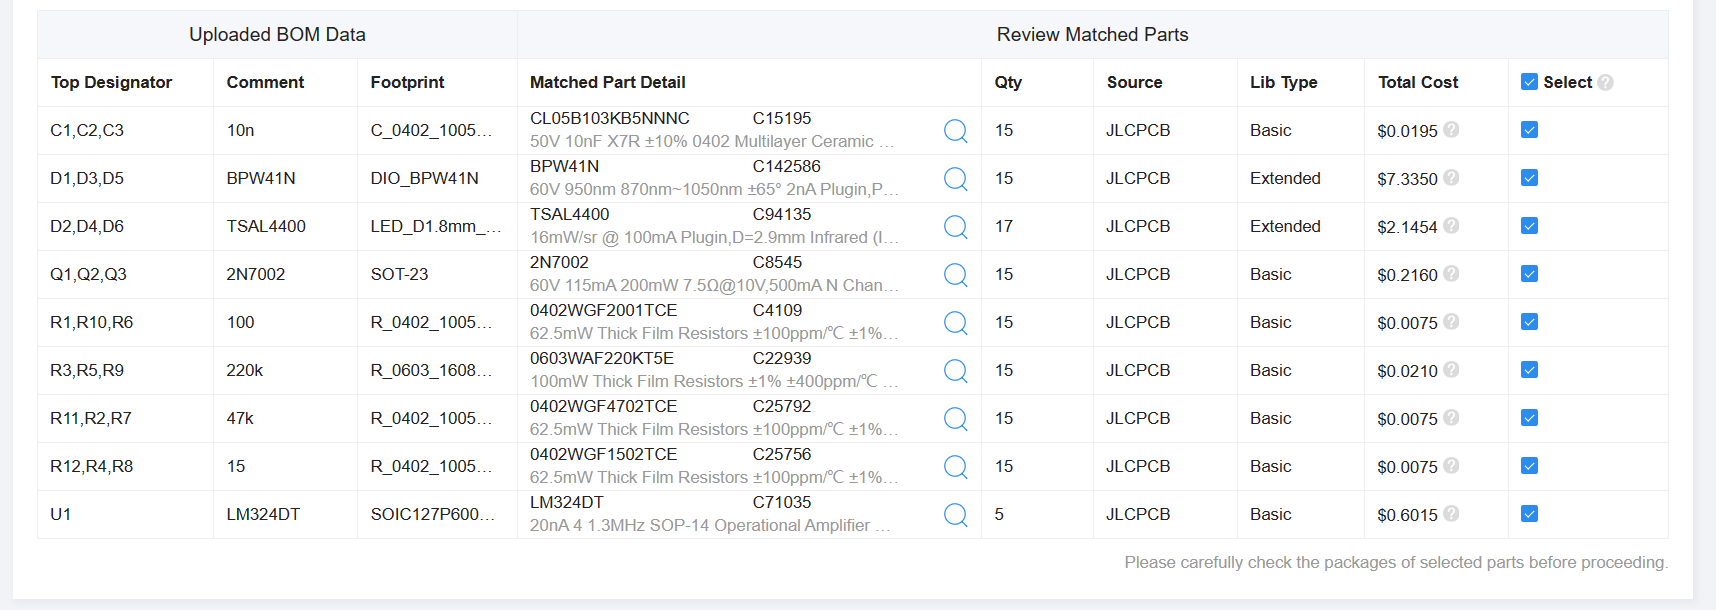 Uploaded BOM Data Review Matched Parts
Top Designator Comment Footprint Matched Part Detail Qty Source Lib Type Total Cost Select ?
C1,C2,C3 10n C_0402_1005... CL05B103KB5NNNC C15195 15 JLCPCB Basic $0.0195 ?
50V 10nF X7R ±10% 0402 Multilayer Ceramic ...
D1,D3,D5 BPW41N DIO_BPW41N BPW41N C142586 15 JLCPCB Extended $7.3350 ?
60V 950nm 870nm~1050nm ±65° 2nA Plugin,P...
D2,D4,D6 TSAL4400 LED_D1.8mm_... TSAL4400 C94135 17 JLCPCB Extended $2.1454 ?
16mW/sr @ 100mA Plugin,D=2.9mm Infrared (I...
Q1,Q2,Q3 2N7002 SOT-23 2N7002 C8545 15 JLCPCB Basic $0.2160 ?
60V 115mA 200mW 7.5Ω@10V,500mA N Chan...
R1,R10,R6 100 R_0402_1005... 0402WGF2001TCE C4109 15 JLCPCB Basic $0.0075 ?
62.5mW Thick Film Resistors ±100ppm/℃ ±1%...
R3,R5,R9 220k R_0603_1608... 0603WAF220KT5E C22939 15 JLCPCB Basic $0.0210 ?
100mW Thick Film Resistors ±1% ±400ppm/℃ ...
R11,R2,R7 47k R_0402_1005... 0402WGF4702TCE C25792 15 JLCPCB Basic $0.0075 ?
62.5mW Thick Film Resistors ±100ppm/℃ ±1%...
R12,R4,R8 15 R_0402_1005... 0402WGF1502TCE C25756 15 JLCPCB Basic $0.0075 ?
62.5mW Thick Film Resistors ±100ppm/℃ ±1%...
U1 LM324DT SOIC127P600... LM324DT C71035 5 JLCPCB Basic $0.6015 ?
20nA 4 1.3MHz SOP-14 Operational Amplifier ...
Please carefully check the packages of selected parts before proceeding.